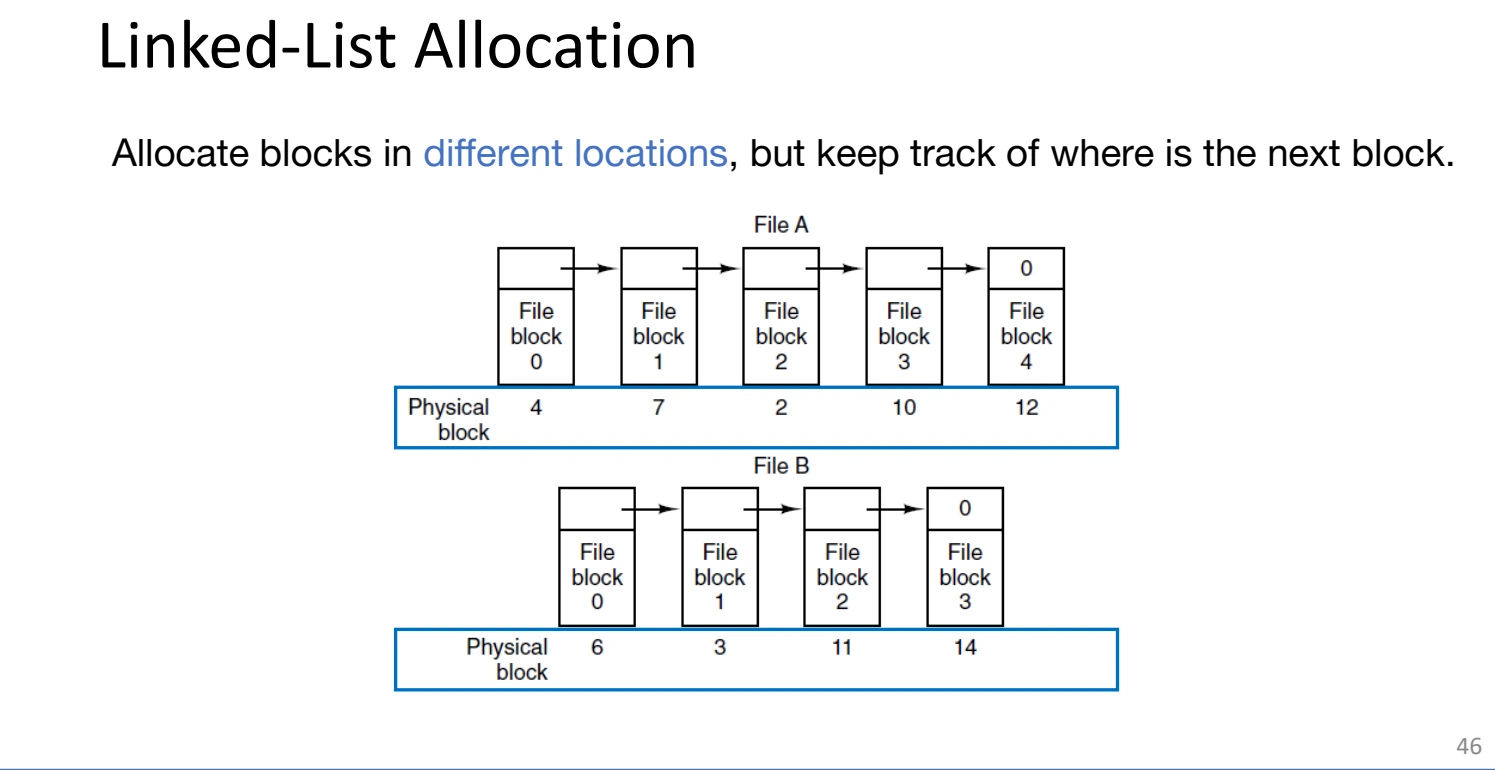 Linked-List Allocation
Allocate blocks in different locations, but keep track of where is the next block.
File A
0
File block 0
File block 1
File block 2
File block 3
File block 4
Physical block
4 7 2 10 12
File B
0
File block 0
File block 1
File block 2
File block 3
Physical block
6 3 11 14
46